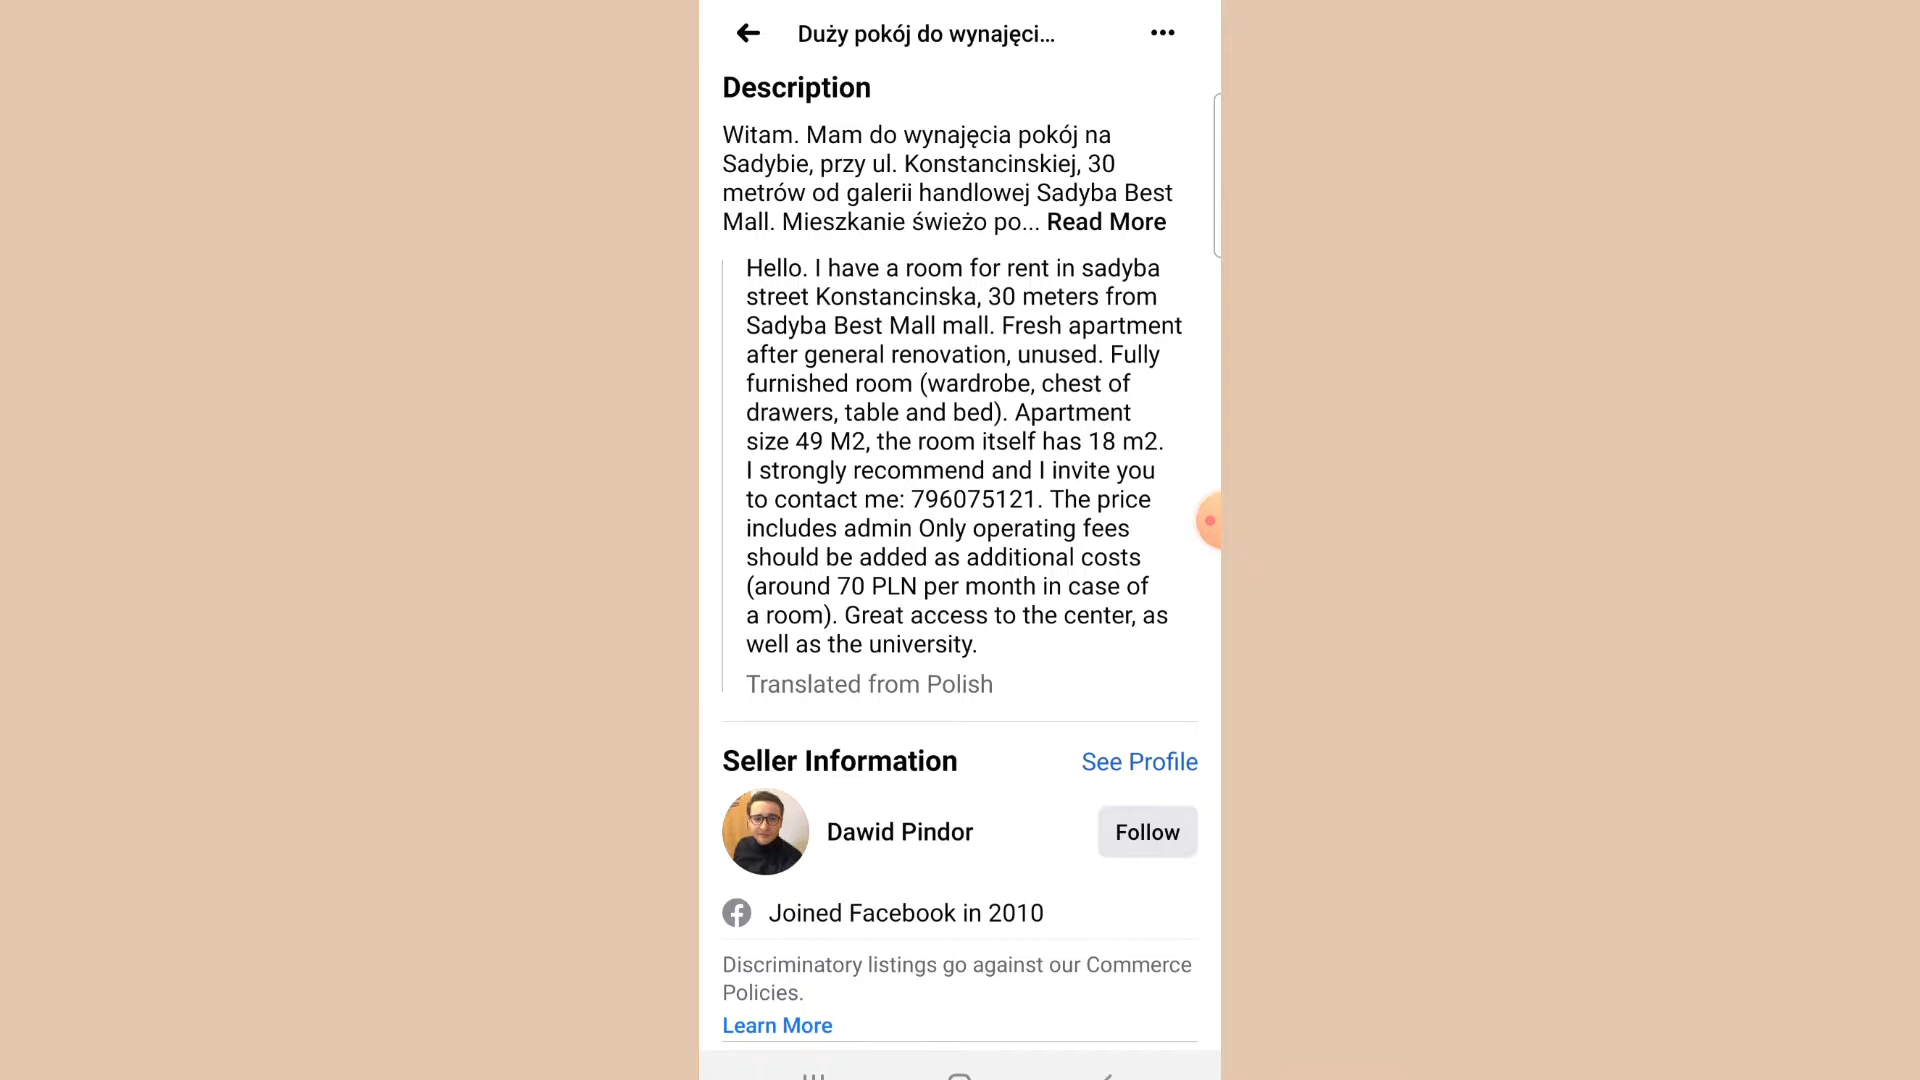 Duży pokój do wynajęci...
Description
Witam. Mam do wynajęcia pokój na
Sadybie, przy ul. Konstancinskiej, 30
metrów od galerii handlowej Sadyba Best
Mall. Mieszkanie świeżo po... Read More
Hello. I have a room for rent in sadyba
street Konstancinska, 30 meters from
Sadyba Best Mall mall. Fresh apartment
after general renovation, unused. Fully
furnished room (wardrobe, chest of
drawers, table and bed). Apartment
size 49 M2, the room itself has 18 m2.
I strongly recommend and I invite you
to contact me: 796075121. The price
includes admin Only operating fees
should be added as additional costs
(around 70 PLN per month in case of
a room). Great access to the center, as
well as the university.
Translated from Polish
Seller Information
See Profile
Dawid Pindor
Follow
Joined Facebook in 2010
Discriminatory listings go against our Commerce
Policies.
Learn More